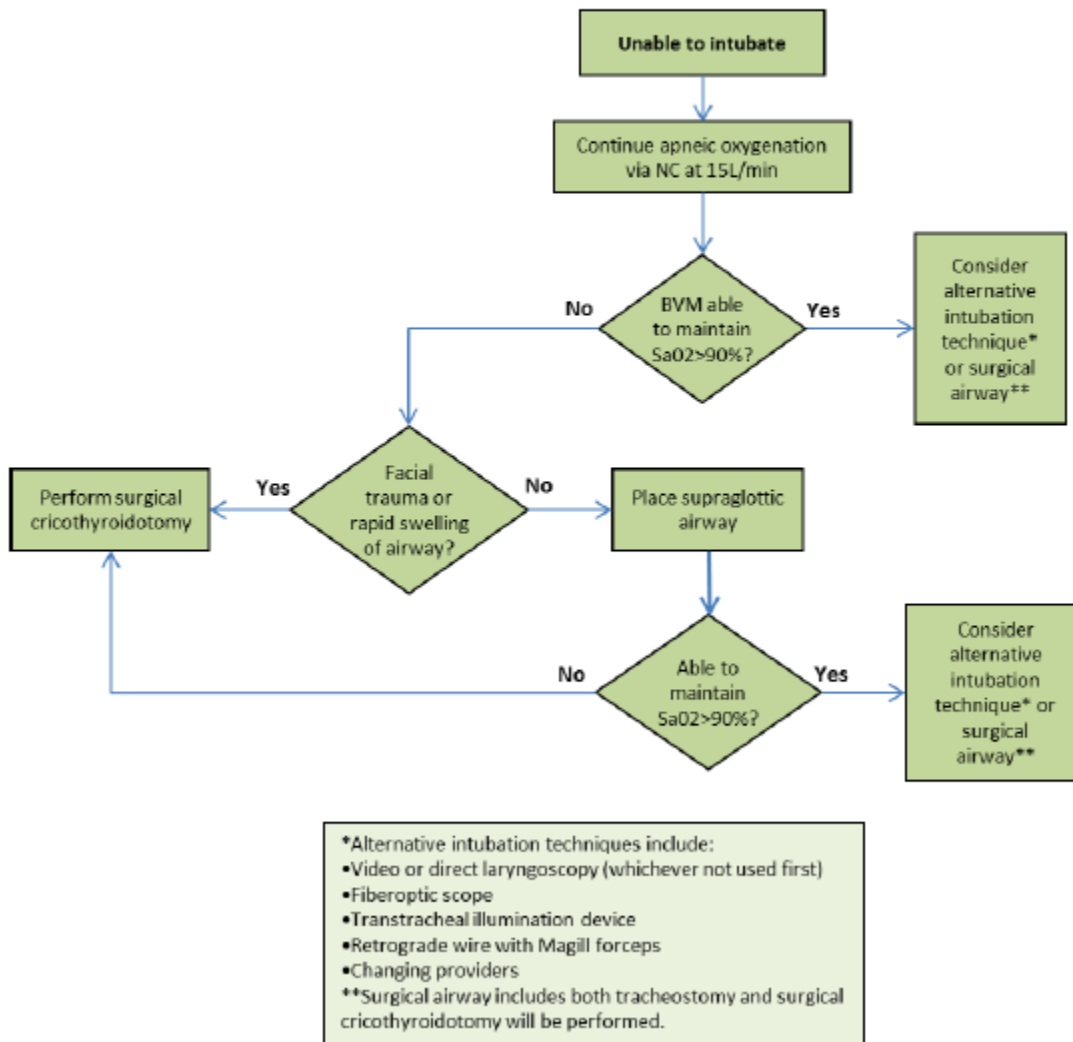 Unable to intubate
Continue apneic oxygenation
via NC at 15L/min
BVM able
to maintain
Sa02>90%?
No
Yes
Consider
alternative
intubation
technique*
or surgical
airway**
Facial
trauma or
rapid swelling
of airway?
Yes
No
Perform surgical
cricothyroidotomy
Place supraglottic
airway
Able to
maintain
Sa02>90%?
No
Yes
Consider
alternative
intubation
technique* or
surgical
airway**
*Alternative intubation techniques include:
•Video or direct laryngoscopy (whichever not used first)
•Fiberoptic scope
•Transtracheal illumination device
•Retrograde wire with Magill forceps
•Changing providers
**Surgical airway includes both tracheostomy and surgical
cricothyroidotomy will be performed.